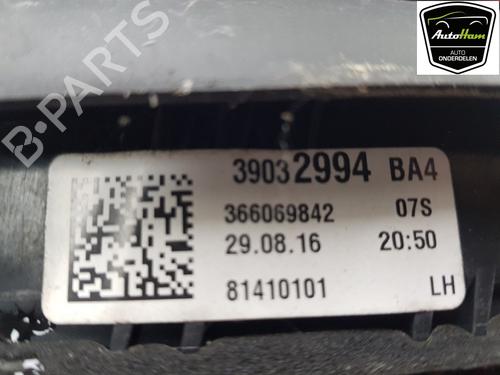 AutoHam
AUTO
ONDERDELEN
B-PARTS
39032994 BA4
366069842 07S
29.08.16 20:50
81410101 LH